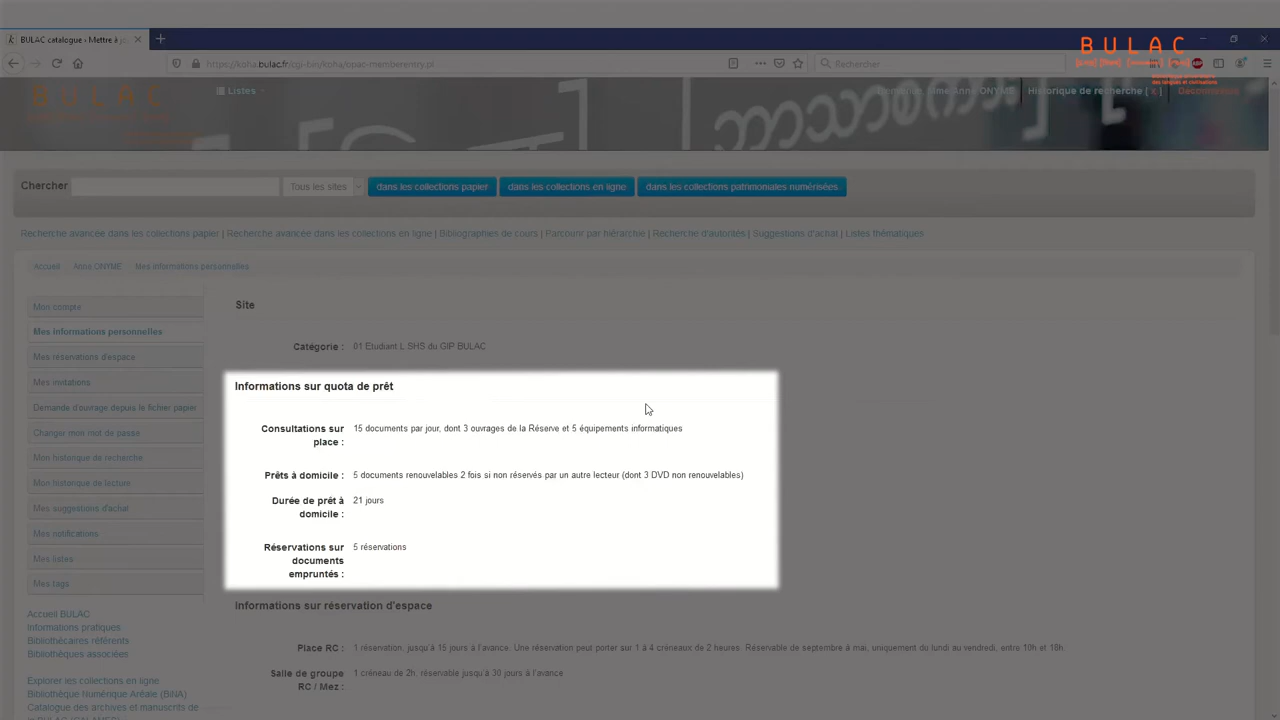 BULAC catalogue › Mettre à jo
BULAC
https://koha.bulac.fr/cgi-bin/koha/opac-memberentry.pl
Rechercher
BULAC
Listes
Anne ONYME
Historique de recherche [x]
Déconnexion
Chercher
Tous les sites
dans les collections papier
dans les collections en ligne
dans les collections patrimoniales numérisées
Recherche avancée dans les collections papier | Recherche avancée dans les collections en ligne | Bibliographies de cours | Parcourir par hiérarchie | Recherche d'autorités | Suggestions d'achat | Listes thématiques
Accueil Anne ONYME Mes informations personnelles
Mon compte
Mes informations personnelles
Mes réservations d'espace
Mes invitations
Demande d'ouvrage depuis le fichier papier
Changer mon mot de passe
Mon historique de recherche
Mon historique de lecture
Mes suggestions d'achat
Mes notifications
Mes listes
Mes tags
Accueil BULAC
Informations pratiques
Bibliothécaires référents
Bibliothèques associées
Explorer les collections en ligne
Bibliothèque Numérique Aréale (BiNA)
Catalogue des archives et manuscrits de
la BULAC (CALAMES)
Site
Catégorie : 01 Etudiant L SHS du GIP BULAC
Informations sur quota de prêt
Consultations sur
place :
15 documents par jour, dont 3 ouvrages de la Réserve et 5 équipements informatiques
Prêts à domicile : 5 documents renouvelables 2 fois si non réservés par un autre lecteur (dont 3 DVD non renouvelables)
Durée de prêt à
domicile :
21 jours
Réservations sur
documents
empruntés :
5 réservations
Informations sur réservation d'espace
Place RC : 1 réservation, jusqu'à 15 jours à l'avance. Une réservation peut porter sur 1 à 4 créneaux de 2 heures. Réservable de septembre à mai, uniquement du lundi au vendredi, entre 10h et 18h
Salle de groupe
RC / Mez :
1 créneau de 2h, réservable jusqu'à 30 jours à l'avance